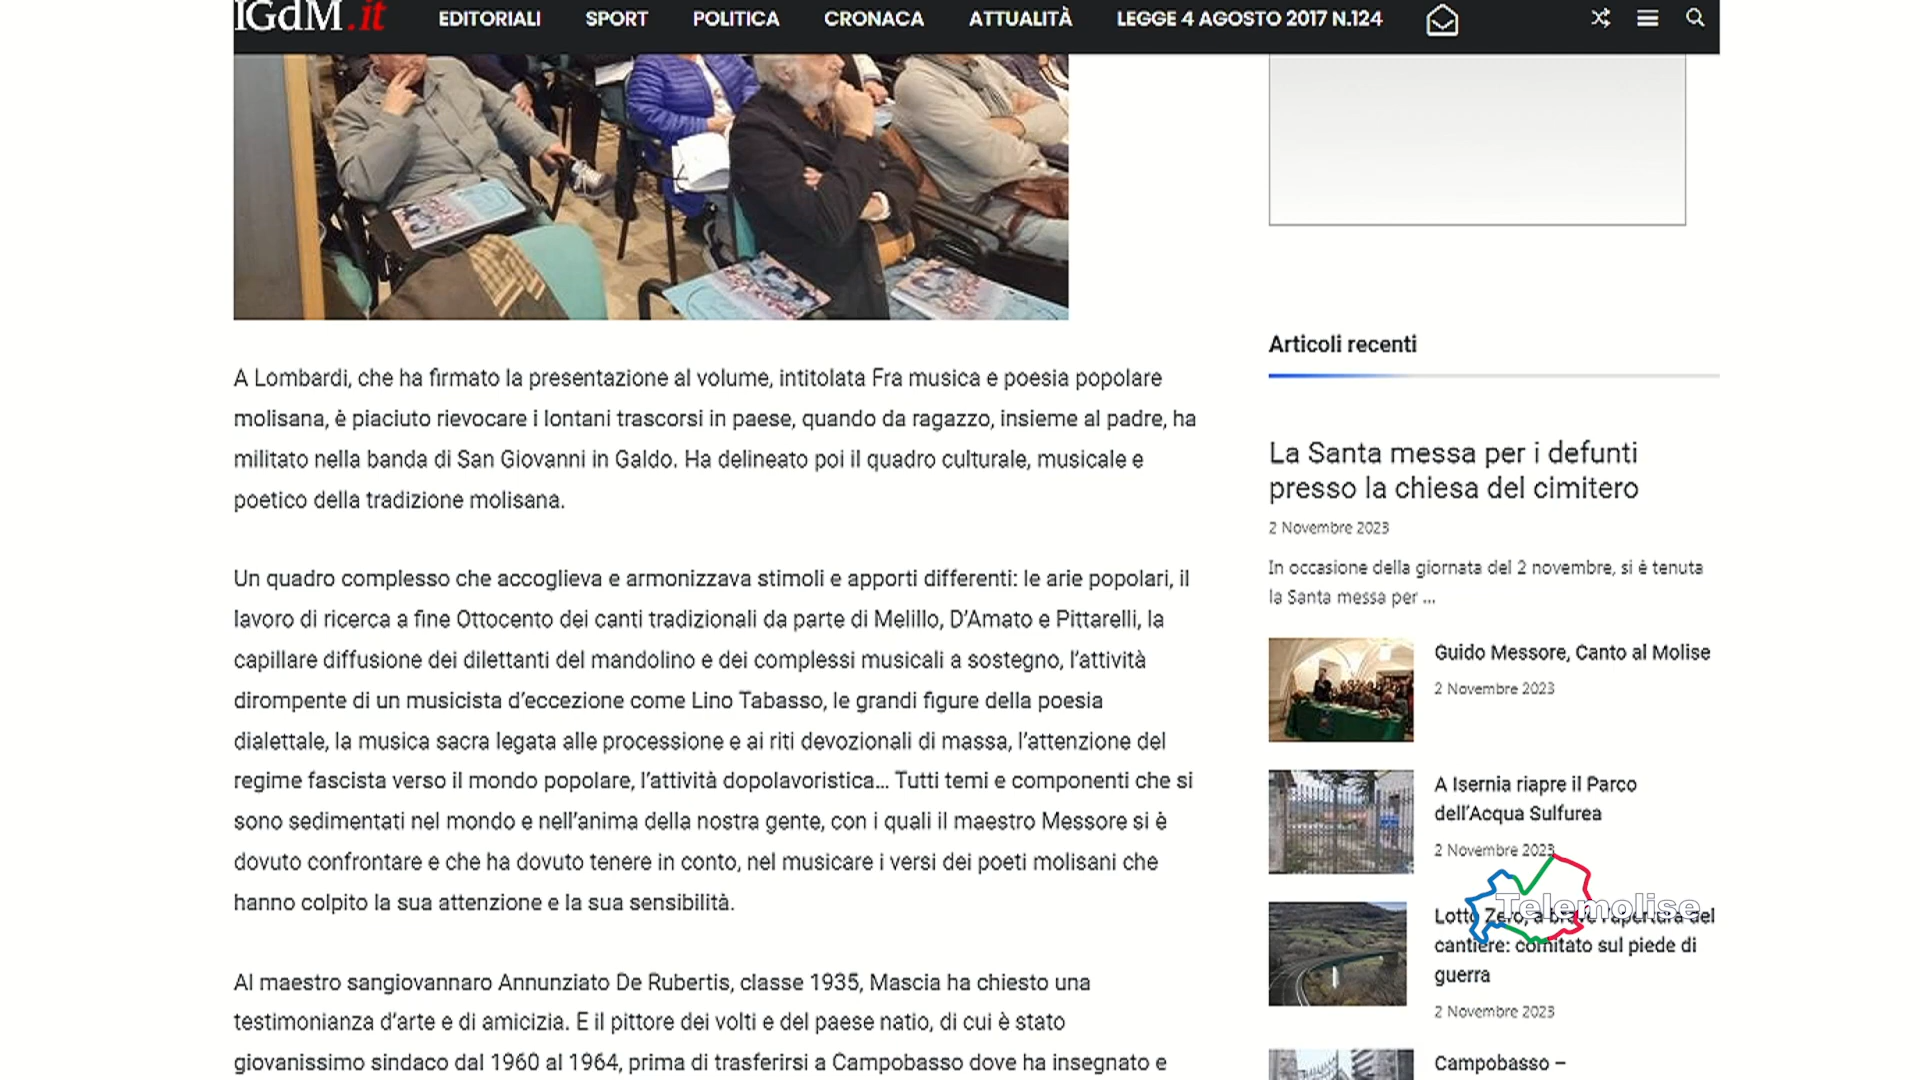 IGdM.it
EDITORIALI SPORT POLITICA CRONACA ATTUALITÀ LEGGE 4 AGOSTO 2017 N.124
A Lombardi, che ha firmato la presentazione al volume, intitolata Fra musica e poesia popolare
molisana, è piaciuto rievocare i lontani trascorsi in paese, quando da ragazzo, insieme al padre, ha
militato nella banda di San Giovanni in Galdo. Ha delineato poi il quadro culturale, musicale e
poetico della tradizione molisana.
Un quadro complesso che accoglieva e armonizzava stimoli e apporti differenti: le arie popolari, il
lavoro di ricerca a fine Ottocento dei canti tradizionali da parte di Melillo, D'Amato e Pittarelli, la
capillare diffusione dei dilettanti del mandolino e dei complessi musicali a sostegno, l'attività
dirompente di un musicista d'eccezione come Lino Tabasso, le grandi figure della poesia
dialettale, la musica sacra legata alle processione e ai riti devozionali di massa, l'attenzione del
regime fascista verso il mondo popolare, l'attività dopolavoristica... Tutti temi e componenti che si
sono sedimentati nel mondo e nell'anima della nostra gente, con i quali il maestro Messore si è
dovuto confrontare e che ha dovuto tenere in conto, nel musicare i versi dei poeti molisani che
hanno colpito la sua attenzione e la sua sensibilità.
Al maestro sangiovannaro Annunziato De Rubertis, classe 1935, Mascia ha chiesto una
testimonianza d'arte e di amicizia. E il pittore dei volti e del paese natio, di cui è stato
giovanissimo sindaco dal 1960 al 1964, prima di trasferirsi a Campobasso dove ha insegnato e
Articoli recenti
La Santa messa per i defunti
presso la chiesa del cimitero
2 Novembre 2023
In occasione della giornata del 2 novembre, si è tenuta
la Santa messa per ...
Guido Messore, Canto al Molise
2 Novembre 2023
A Isernia riapre il Parco
dell'Acqua Sulfurea
2 Novembre 2023
Telemolise
Lotto Zero, a breve l'apertura del
cantiere: comitato sul piede di
guerra
2 Novembre 2023
Campobasso –